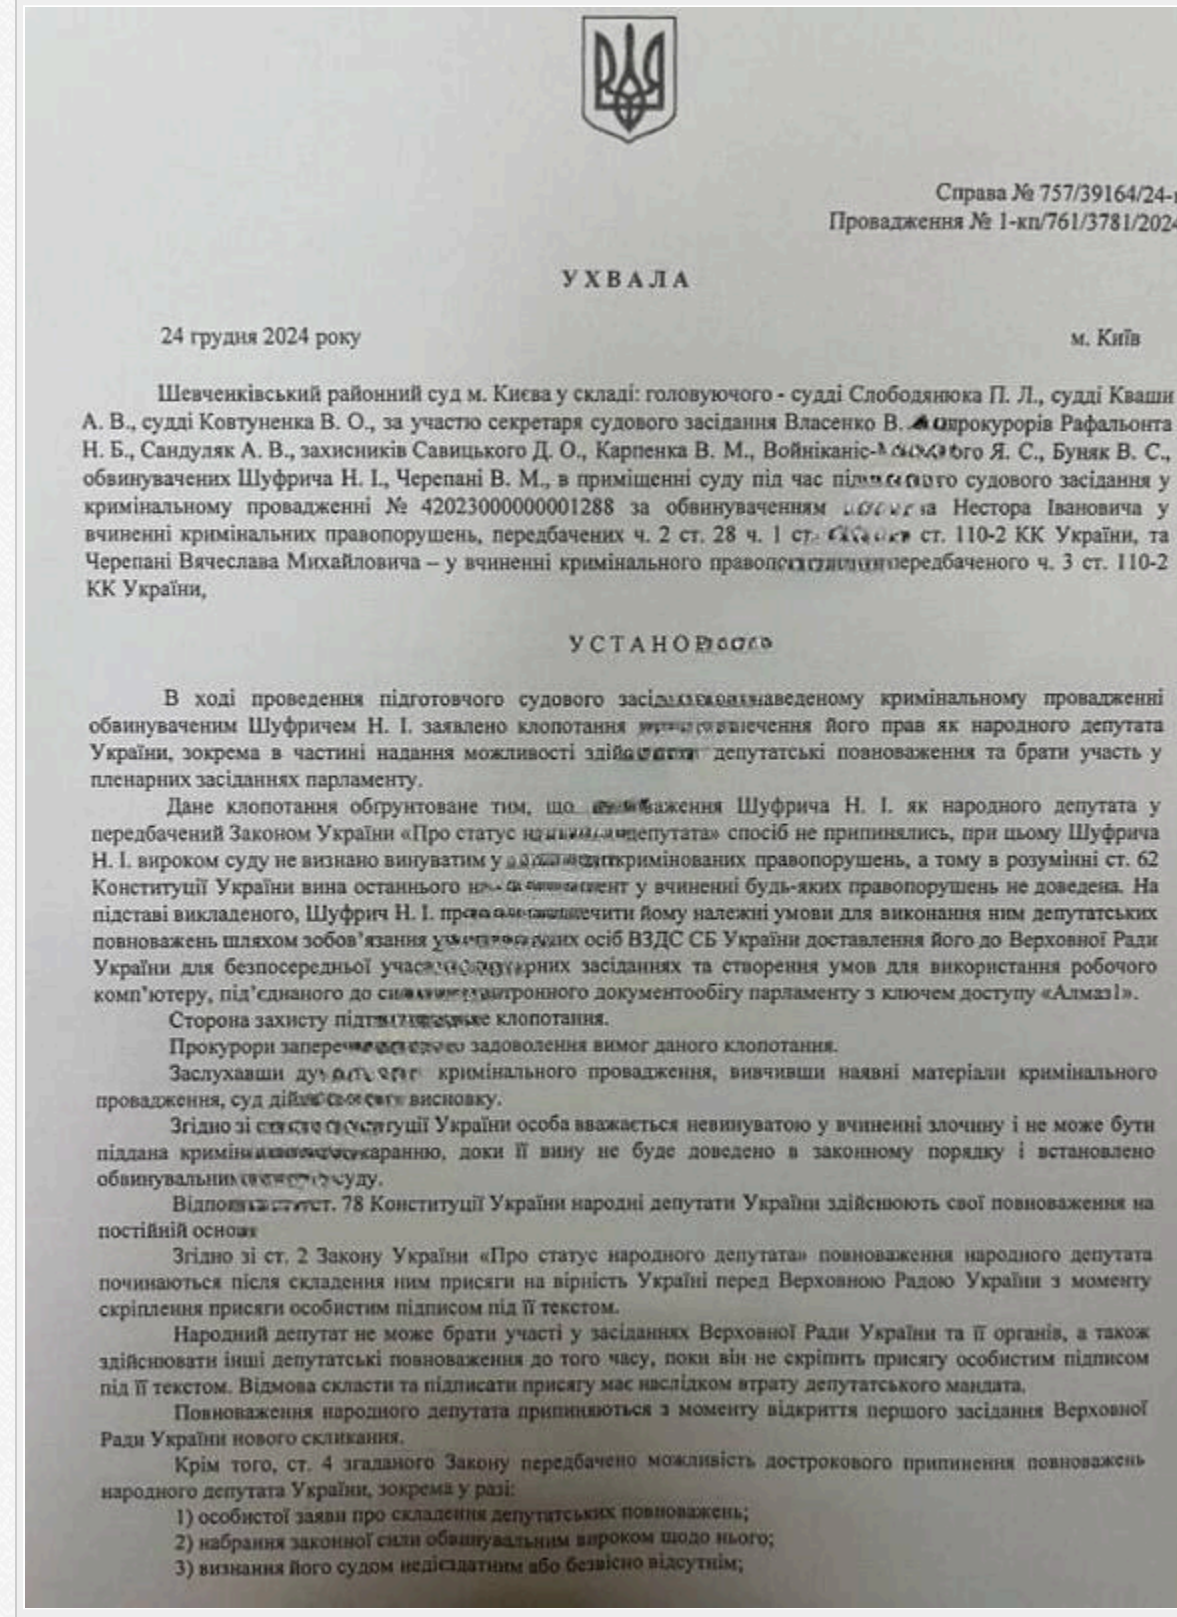 Справа № 757/39164/24-
Провадження № 1-кп/761/3781/2024
УХВАЛА
24 грудня 2024 року м. Київ
Шевченківський районний суд м. Києва у складі: головуючого - судді Слободянюка П. Л., судді Кваши
А. В., судді Ковтуненка В. О., за участю секретаря судового засідання Власенко В. прокурорів Рафальонта
Н. Б., Сандуляк А. В., захисників Савицького Д. О., Карпенка В. М., Войніканіс- Я. С., Буняк В. С.,
обвинувачених Шуфрича Н. І., Черепані В. М., в приміщенні суду під час судового засідання у
кримінальному провадженні № 42023000000001288 за обвинуваченням Нестора Івановича у
вчиненні кримінальних правопорушень, передбачених ч. 2 ст. 28 ч. 1 ст. ст. 110-2 КК України, та
Черепані Вячеслава Михайловича – у вчиненні кримінального передбаченого ч. 3 ст. 110-2
КК України,
В ході проведення підготовчого судового наведеному кримінальному провадженні
обвинуваченим Шуфричем Н. І. заявлено клопотання його прав як народного депутата
України, зокрема в частині надання можливості депутатські повноваження та брати участь у
пленарних засіданнях парламенту.
Дане клопотання обґрунтоване тим, що Шуфрича Н. І. як народного депутата у
передбачений Законом України «Про статус депутата» спосіб не припинялись, при цьому Шуфрича
Н. І. вироком суду не визнано винуватим у правопорушень, а тому в розумінні ст. 62
Конституції України вина останнього у вчиненні будь-яких правопорушень не доведена. На
підставі викладеного, Шуфрич Н. І. йому належні умови для виконання ним депутатських
повноважень шляхом зобов’язання осіб ВЗДС СБ України доставлення його до Верховної Ради
України для безпосередньої засіданнях та створення умов для використання робочого
комп’ютеру, під’єднаного до документообігу парламенту з ключем доступу «Алмаз1».
Сторона захисту клопотання.
Прокурори задоволення вимог даного клопотання.
Заслухавши кримінального провадження, вивчивши наявні матеріали кримінального
провадження, суд висновку.
Згідно зі України особа вважається невинуватою у вчиненні злочину і не може бути
піддана доки її вину не буде доведено в законному порядку і встановлено
суду.
ст. 78 Конституції України народні депутати України здійснюють свої повноваження на
постійній
Згідно зі ст. 2 Закону України «Про статус народного депутата» повноваження народного депутата
починаються після складення ним присяги на вірність Україні перед Верховною Радою України з моменту
скріплення присяги особистим підписом під її текстом.
Народний депутат не може брати участі у засіданнях Верховної Ради України та її органів, а також
здійснювати інші депутатські повноваження до того часу, поки він не скріпить присягу особистим підписом
під її текстом. Відмова скласти та підписати присягу має наслідком втрату депутатського мандата.
Повноваження народного депутата припиняються з моменту відкриття першого засідання Верховної
Ради України нового скликання.
Крім того, ст. 4 згаданого Закону передбачено можливість дострокового припинення повноважень
народного депутата України, зокрема у разі:
1) особистої заяви про складення депутатських повноважень;
2) набрання законної сили обвинувальним вироком щодо нього;
3) визнання його судом недієздатним або безвісно відсутнім;